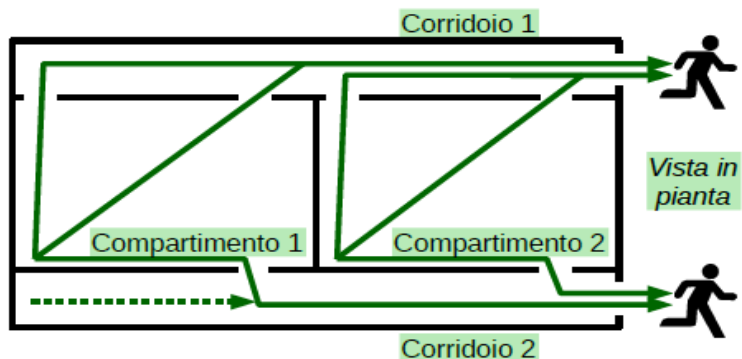 Corridoio 1
Vista in
pianta
Compartimento 1
Compartimento 2
Corridoio 2